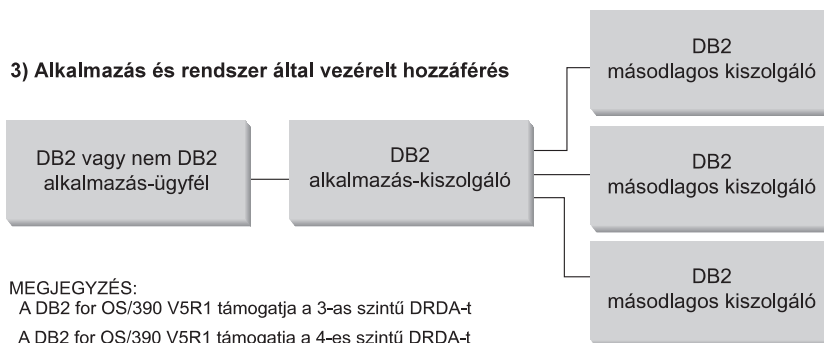 3) Alkalmazás és rendszer által vezérelt hozzáférés
DB2 vagy nem DB2
alkalmazás-ügyfél
DB2
alkalmazás-kiszolgáló
DB2
másodlagos kiszolgáló
DB2
másodlagos kiszolgáló
DB2
másodlagos kiszolgáló
MEGJEGYZÉS:
A DB2 for OS/390 V5R1 támogatja a 3-as szintű DRDA-t
A DB2 for OS/390 V5R1 támogatja a 4-es szintű DRDA-t